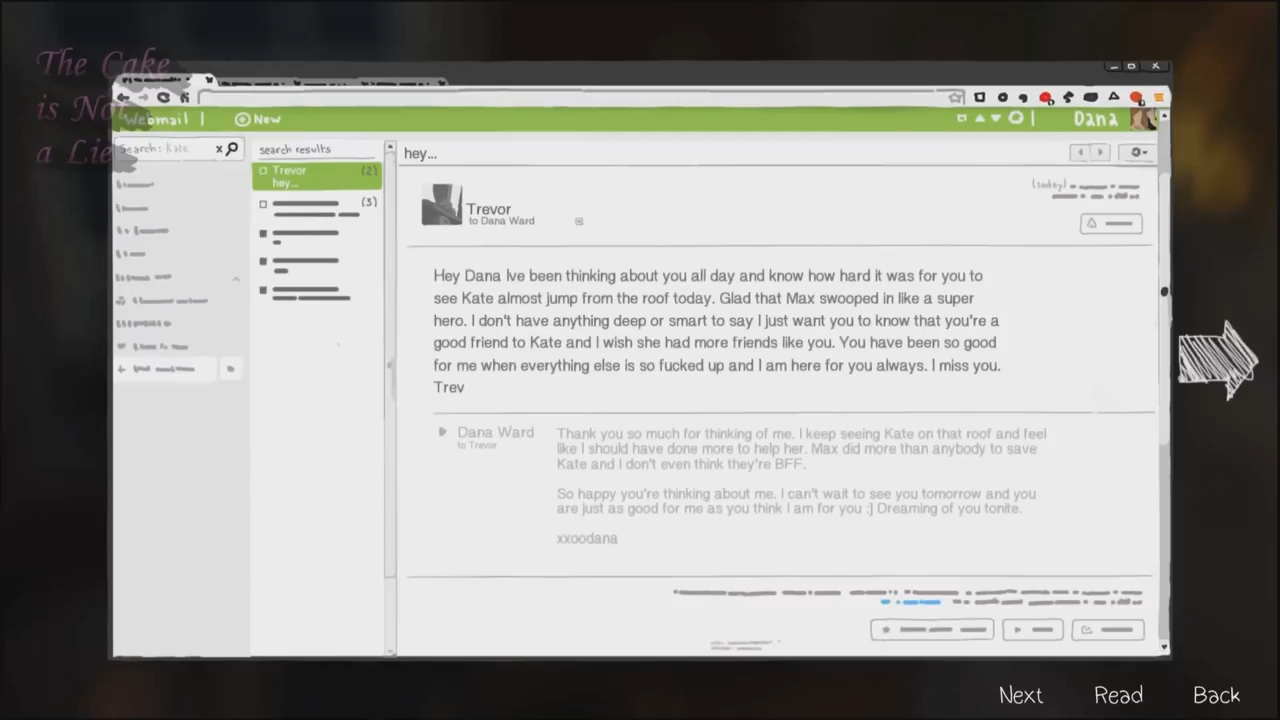 The Cake
is Not
a Lie
Webmail |
New
Dana
Search: Kate
x
search results
Trevor
(2)
hey...
(3)
hey...
(today)
Trevor
to Dana Ward
Hey Dana Ive been thinking about you all day and know how hard it was for you to
see Kate almost jump from the roof today. Glad that Max swooped in like a super
hero. I don't have anything deep or smart to say I just want you to know that you're a
good friend to Kate and I wish she had more friends like you. You have been so good
for me when everything else is so fucked up and I am here for you always. I miss you.
Trev
Dana Ward
to Trevor
Thank you so much for thinking of me. I keep seeing Kate on that roof and feel
like I should have done more to help her. Max did more than anybody to save
Kate and I don't even think they're BFF.
So happy you're thinking about me. I can't wait to see you tomorrow and you
are just as good for me as you think I am for you :] Dreaming of you tonite.
xxoodana
Next
Read
Back